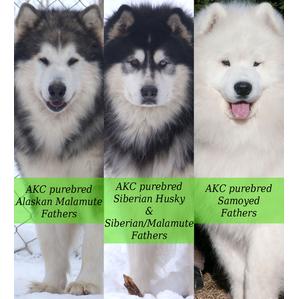 AKC purebred
Alaskan Malamute
Fathers
AKC purebred
Siberian Husky
&
Siberian/Malamute
Fathers
AKC purebred
Samoyed
Fathers